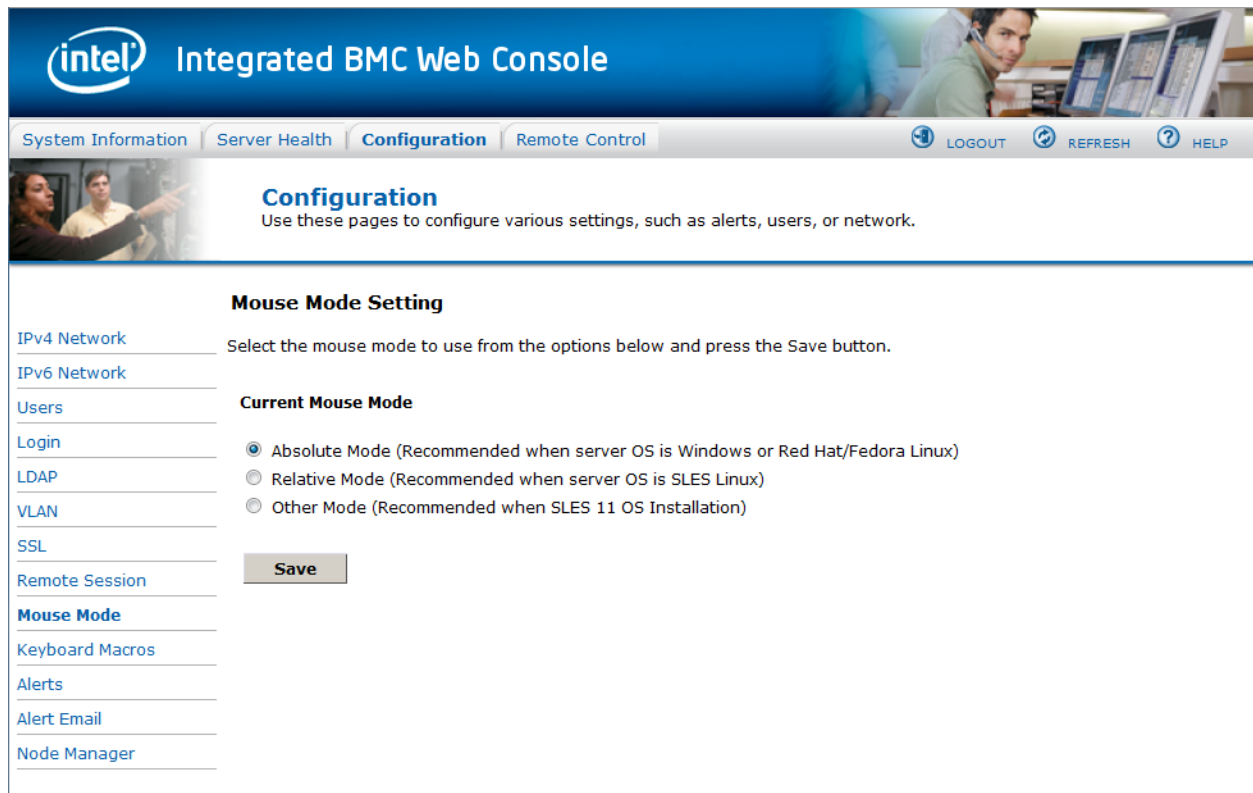 intel Integrated BMC Web Console
System Information Server Health Configuration Remote Control LOGOUT REFRESH ? HELP
Configuration
Use these pages to configure various settings, such as alerts, users, or network.
IPv4 Network
IPv6 Network
Users
Login
LDAP
VLAN
SSL
Remote Session
Mouse Mode
Keyboard Macros
Alerts
Alert Email
Node Manager
Mouse Mode Setting
Select the mouse mode to use from the options below and press the Save button.
Current Mouse Mode
Absolute Mode (Recommended when server OS is Windows or Red Hat/Fedora Linux)
Relative Mode (Recommended when server OS is SLES Linux)
Other Mode (Recommended when SLES 11 OS Installation)
Save